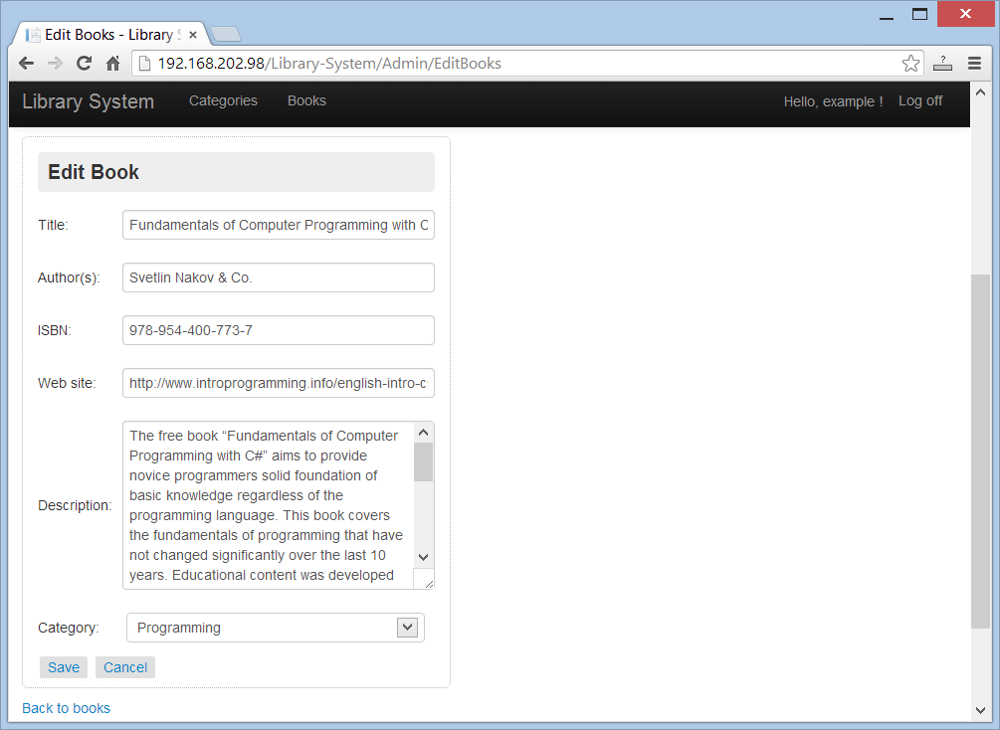 Edit Books - Library S
192.168.202.98/Library-System/Admin/EditBooks
Library System Categories Books Hello, example ! Log off
Edit Book
Title: Fundamentals of Computer Programming with C
Author(s): Svetlin Nakov & Co.
ISBN: 978-954-400-773-7
Web site: http://www.introprogramming.info/english-intro-c
Description:
The free book “Fundamentals of Computer
Programming with C#” aims to provide
novice programmers solid foundation of
basic knowledge regardless of the
programming language. This book covers
the fundamentals of programming that have
not changed significantly over the last 10
years. Educational content was developed
Category: Programming
Save Cancel
Back to books